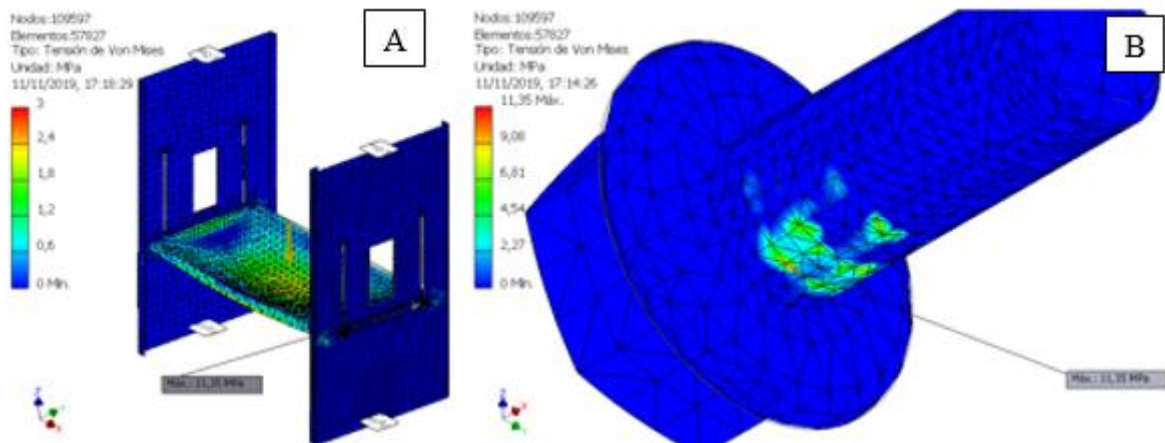 Nodos:109597
Elementos:57827
Tipo: Tensión de Von Mises
Unidad: MPa
11/11/2019, 17:18:29
3
2,4
1,8
1,2
0,6
0 Mín.
Máx.: 11,35 MPa
A
Nodos:109597
Elementos:57827
Tipo: Tensión de Von Mises
Unidad: MPa
11/11/2019, 17:14:26
11,35 Máx.
9,08
6,81
4,54
2,27
0 Mín.
Máx.: 11,35 MPa
B